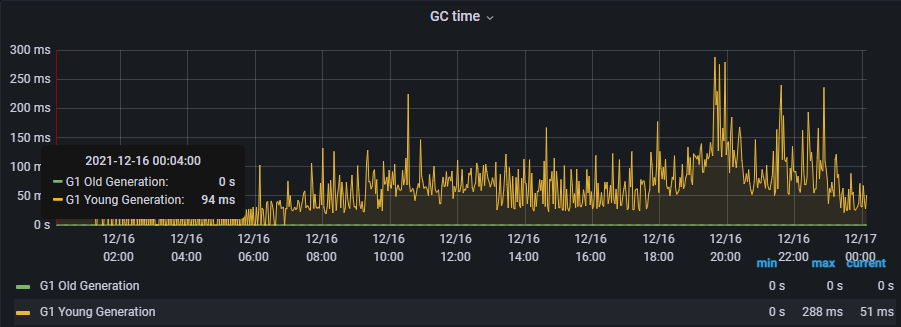 GC time
300 ms
250 ms
200 ms
150 ms
100 m
50 m
0 s
2021-12-16 00:04:00
G1 Old Generation: 0 s
G1 Young Generation: 94 ms
12/16 12/16 12/16 12/16 12/16 12/16 12/16 12/16 12/16 12/16 12/16 12/17
02:00 04:00 06:00 08:00 10:00 12:00 14:00 16:00 18:00 20:00 22:00 00:00
min max current
G1 Old Generation 0 s 0 s 0 s
G1 Young Generation 0 s 288 ms 51 ms